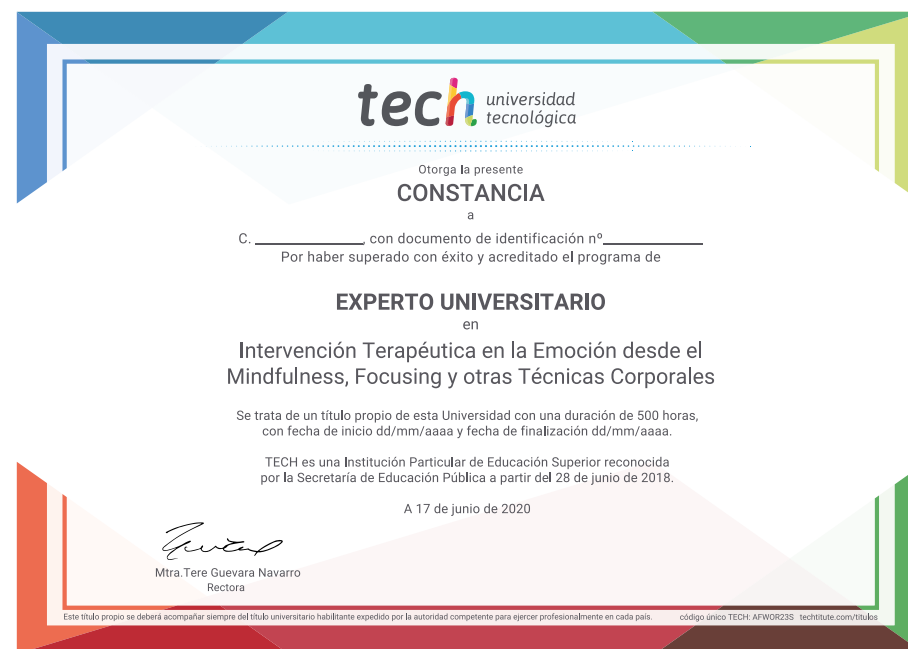 tech universidad
tecnológica
Otorga la presente
CONSTANCIA
a
C. ______________, con documento de identificación nº_____________
Por haber superado con éxito y acreditado el programa de
EXPERTO UNIVERSITARIO
en
Intervención Terapéutica en la Emoción desde el
Mindfulness, Focusing y otras Técnicas Corporales
Se trata de un título propio de esta Universidad con una duración de 500 horas,
con fecha de inicio dd/mm/aaaa y fecha de finalización dd/mm/aaaa.
TECH es una Institución Particular de Educación Superior reconocida
por la Secretaría de Educación Pública a partir del 28 de junio de 2018.
A 17 de junio de 2020
Mtra.Tere Guevara Navarro
Rectora
Este título propio se deberá acompañar siempre del título universitario habilitante expedido por la autoridad competente para ejercer profesionalmente en cada país. código único TECH: AFWOR23S techtitute.com/titulos